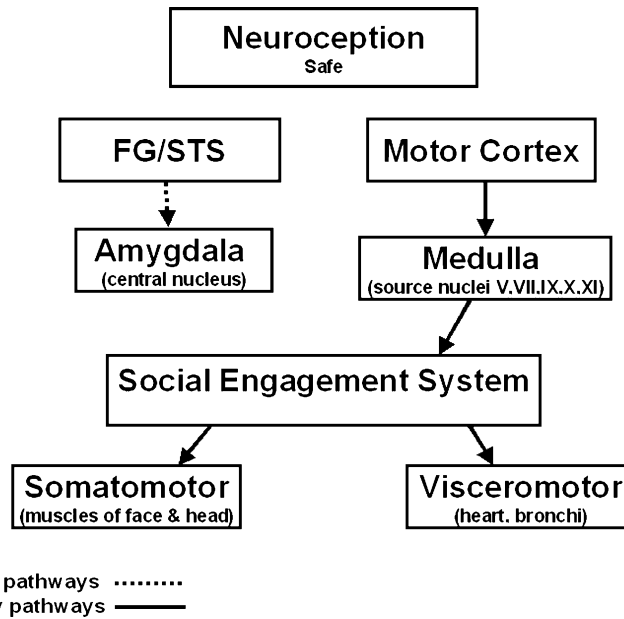 Neuroception
Safe
FG/STS
Motor Cortex
Amygdala
(central nucleus)
Medulla
(source nuclei V,VII,IX,X,XI)
Social Engagement System
Somatomotor
(muscles of face & head)
Visceromotor
(heart, bronchi)
pathways
pathways